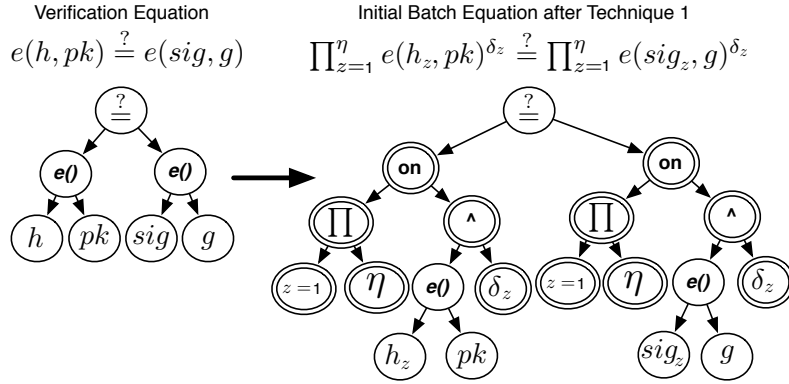 Verification Equation
Initial Batch Equation after Technique 1
e(h, pk) ≟ e(sig, g)
∏_{z=1}^{η} e(h_z, pk)^{δ_z} ≟ ∏_{z=1}^{η} e(sig_z, g)^{δ_z}
≟ ≟
e() e() on on
h pk sig g ∏ ^ ∏ ^
z=1 η e() δ_z z=1 η e() δ_z
h_z pk sig_z g